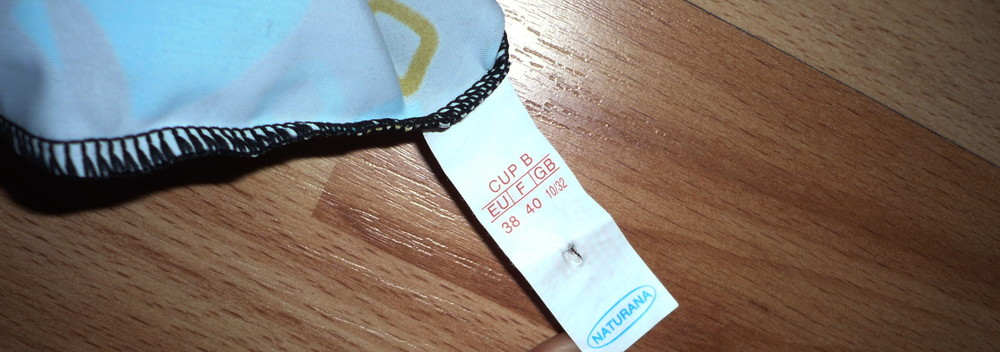 CUP B
EU F GB
38 40 10/32
NATURANA